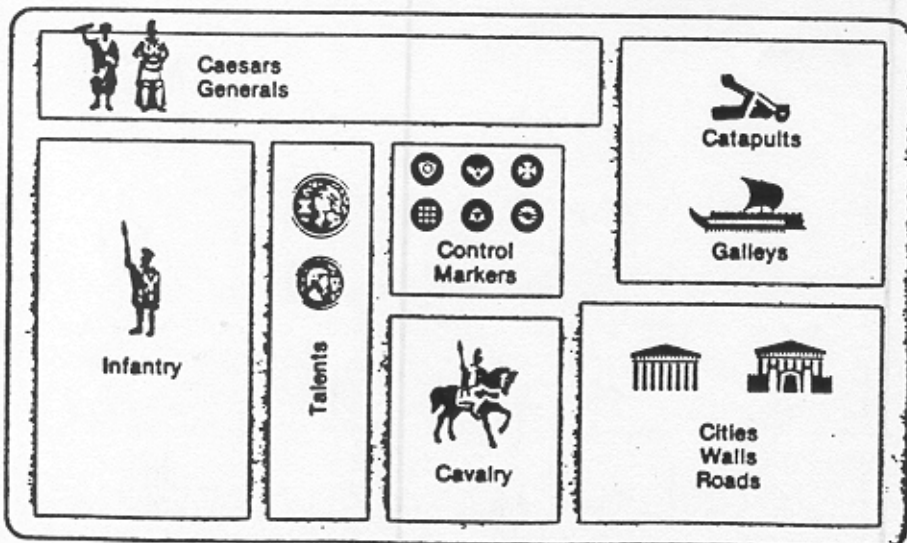 Caesars
Generals
Catapults
Galleys
Control
Markers
Infantry
Talents
Cavalry
Cities
Walls
Roads